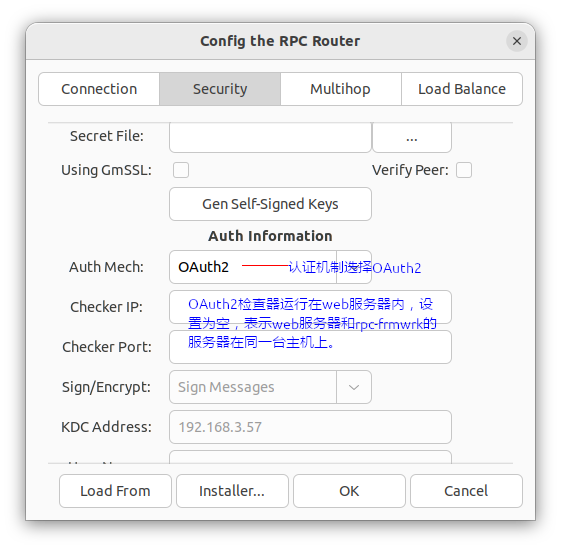 Config the RPC Router
Connection Security Multihop Load Balance
Secret File: ...
Using GmSSL: Verify Peer:
Gen Self-Signed Keys
Auth Information
Auth Mech: OAuth2 认证机制选择OAuth2
Checker IP:
OAuth2检查器运行在web服务器内，设
置为空，表示web服务器和rpc-frmwrk的
服务器在同一台主机上。
Checker Port:
Sign/Encrypt: Sign Messages
KDC Address: 192.168.3.57
Load From Installer... OK Cancel